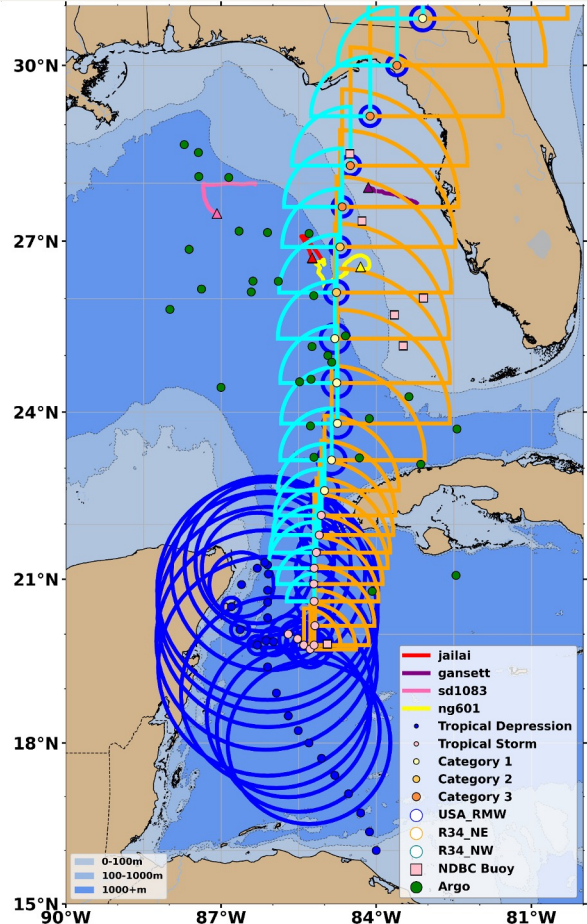 30°N
27°N
24°N
21°N
18°N
15°N
90°W
87°W
84°W
81°W
jailai
gansett
sd1083
ng601
Tropical Depression
Tropical Storm
Category 1
Category 2
Category 3
USA_RMW
R34_NE
R34_NW
NDBC Buoy
Argo
0-100m
100-1000m
1000+m